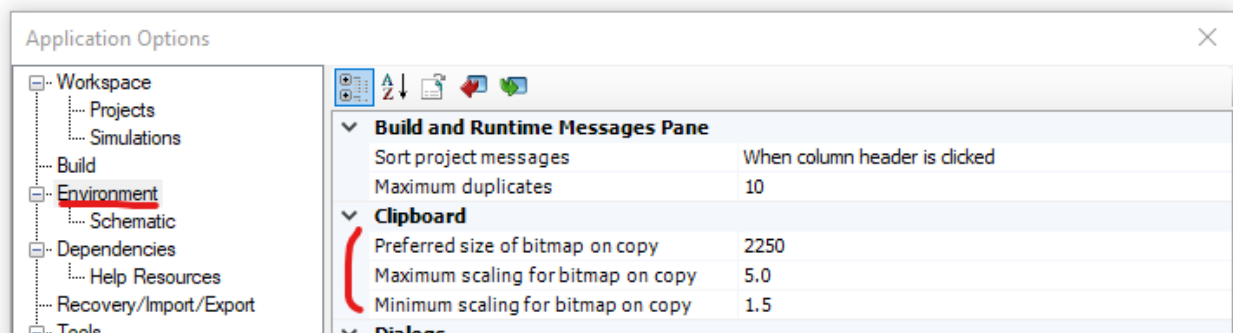 Application Options
Workspace
Projects
Simulations
Build
Environment
Schematic
Dependencies
Help Resources
Recovery/Import/Export
Tools
Build and Runtime Messages Pane
Sort project messages When column header is clicked
Maximum duplicates 10
Clipboard
Preferred size of bitmap on copy 2250
Maximum scaling for bitmap on copy 5.0
Minimum scaling for bitmap on copy 1.5
Dialogs